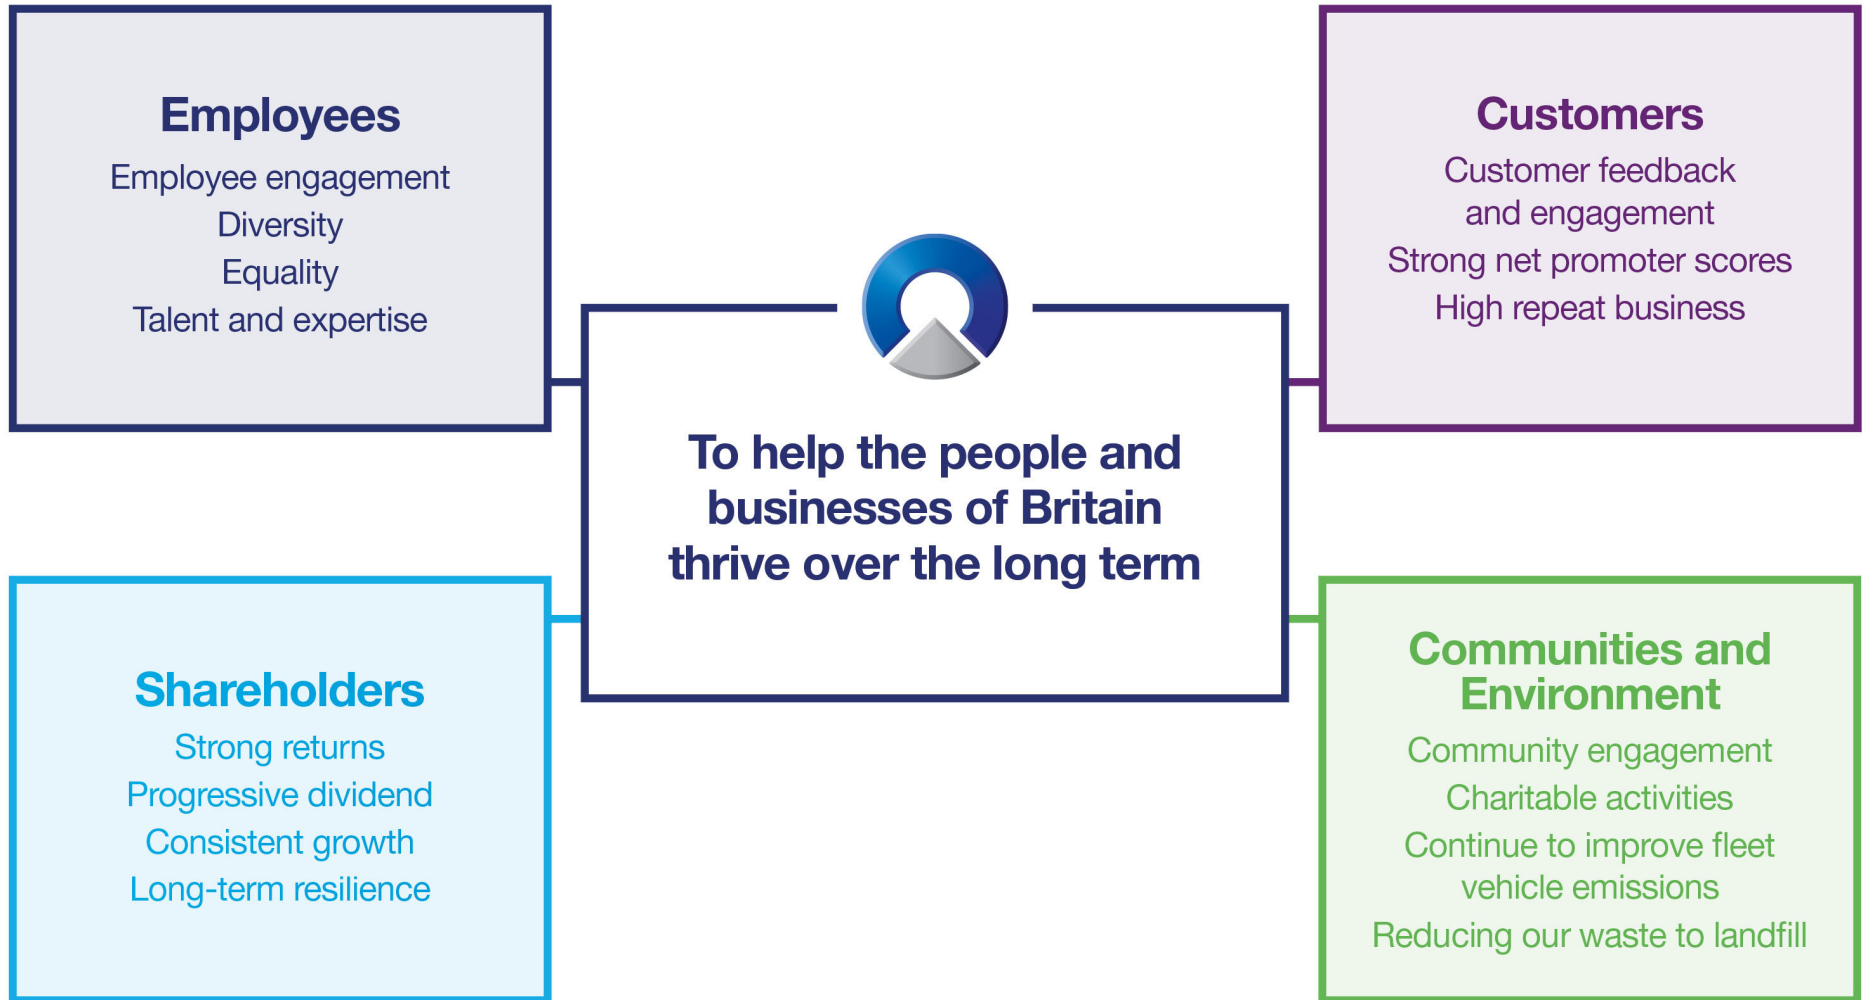 Employees
Employee engagement
Diversity
Equality
Talent and expertise
Customers
Customer feedback
and engagement
Strong net promoter scores
High repeat business
To help the people and
businesses of Britain
thrive over the long term
Shareholders
Strong returns
Progressive dividend
Consistent growth
Long-term resilience
Communities and
Environment
Community engagement
Charitable activities
Continue to improve fleet
vehicle emissions
Reducing our waste to landfill